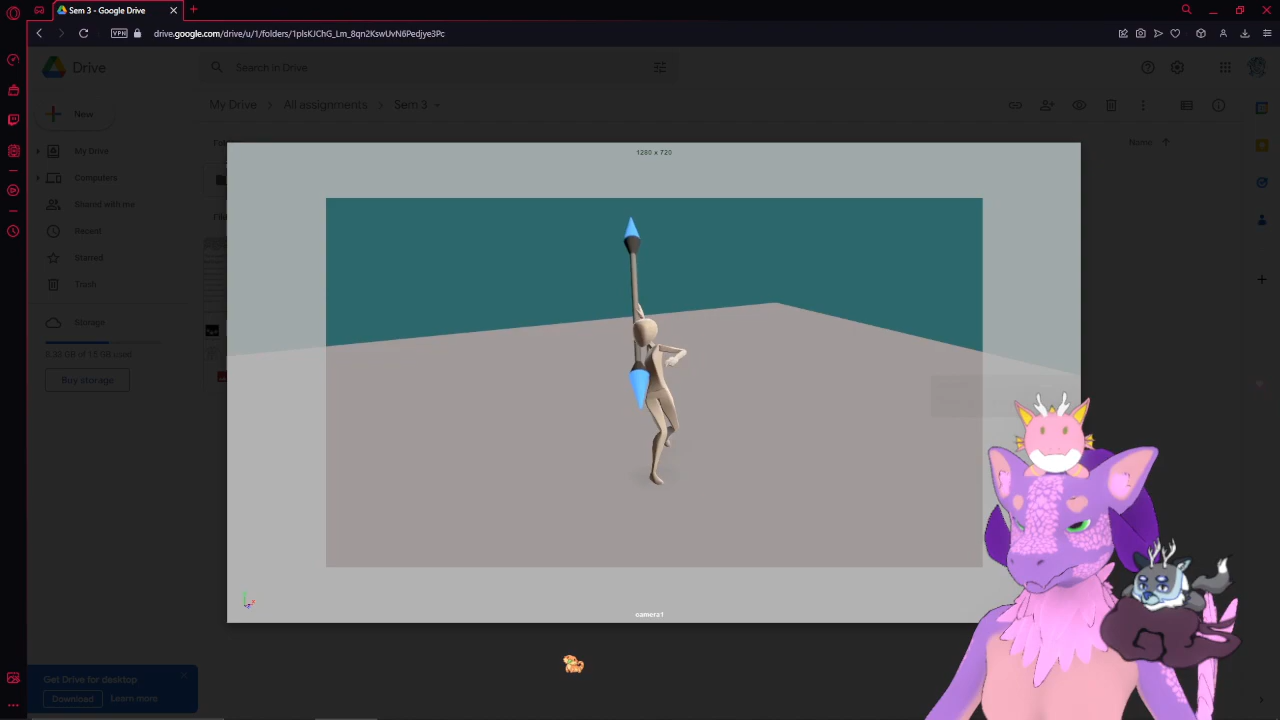 Sem 3 - Google Drive
VPN
drive.google.com/drive/u/1/folders/1plsKJChG_Lm_8qn2KswUvN6Pedjye3Pc
Drive
Search in Drive
New
My Drive
All assignments
Sem 3
Name
My Drive
Computers
Shared with me
Recent
Starred
Trash
Storage
Buy storage
1280 x 720
camera1
Get Drive for desktop
Download
Learn more